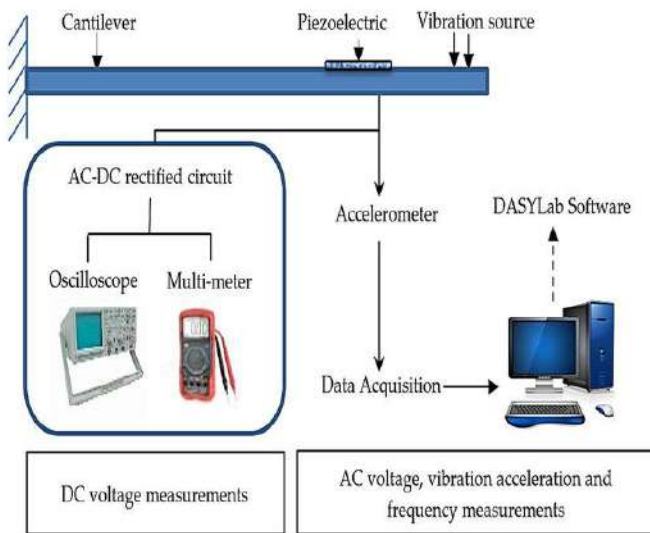 Cantilever
Piezoelectric
Vibration source
AC-DC rectified circuit
Oscilloscope
Multi-meter
Accelerometer
DASYLab Software
Data Acquisition
DC voltage measurements
AC voltage, vibration acceleration and
frequency measurements